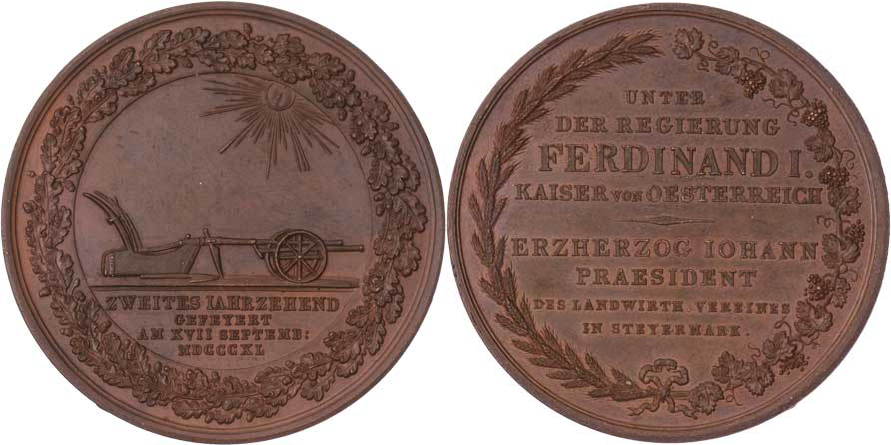 ZWEITES IAHRZEHEND
GEFEYERT
AM XVII SEPTEMB:
MDCCCXL
UNTER
DER REGIERUNG
FERDINAND I.
KAISER VON OESTERREICH
ERZHERZOG IOHANN
PRAESIDENT
DES LANDWIRTH. VEREINES
IN STEYERMARK.